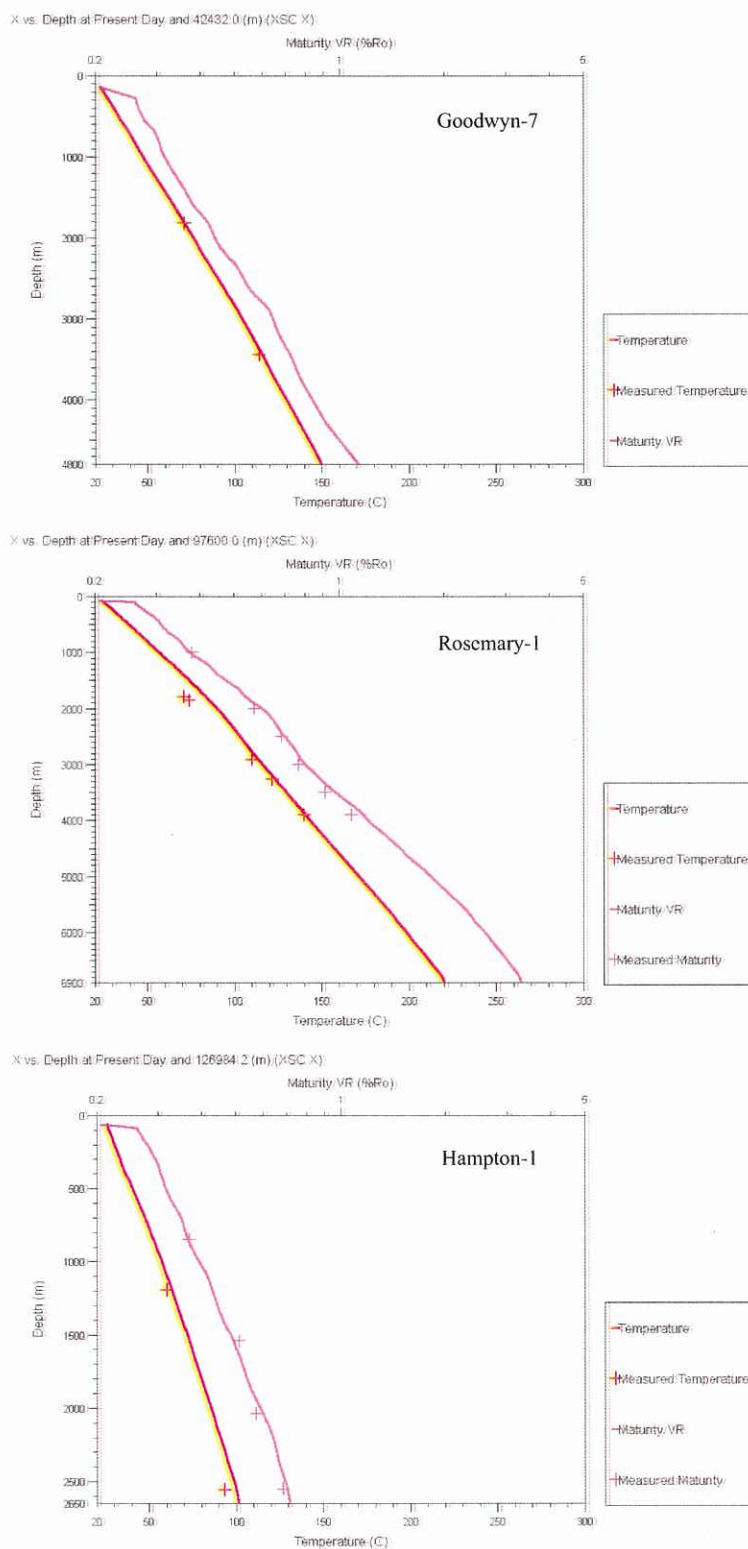 X vs. Depth at Present Day and 42432.0 (m) (XSC X)
Maturity VR (%Ro)
0.2 1 5
Goodwyn-7
0
1000
2000
3000
4000
4800
Depth (m)
20 50 100 150 200 250 300
Temperature (C)
Temperature
Measured Temperature
Maturity VR
X vs. Depth at Present Day and 97600.0 (m) (XSC X)
Maturity VR (%Ro)
0.2 1 5
Rosemary-1
0
1000
2000
3000
4000
5000
6000
6900
Depth (m)
20 50 100 150 200 250 300
Temperature (C)
Temperature
Measured Temperature
Maturity VR
Measured Maturity
X vs. Depth at Present Day and 126984.2 (m) (XSC X)
Maturity VR (%Ro)
0.2 1 5
Hampton-1
0
500
1000
1500
2000
2500
2650
Depth (m)
20 50 100 150 200 250 300
Temperature (C)
Temperature
Measured Temperature
Maturity VR
Measured Maturity